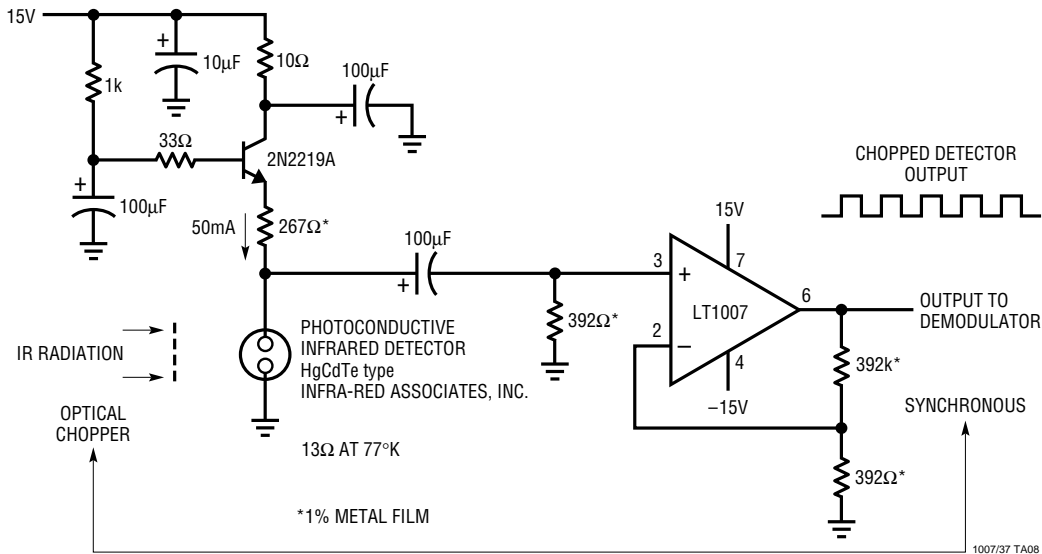 15V
+
10μF
10Ω
100μF
+
1k
33Ω
2N2219A
+
100μF
50mA
267Ω*
100μF
+
CHOPPED DETECTOR
OUTPUT
15V
7
3
+
LT1007
6
2
–
4
–15V
392Ω*
OUTPUT TO
DEMODULATOR
392k*
SYNCHRONOUS
392Ω*
IR RADIATION
PHOTOCONDUCTIVE
INFRARED DETECTOR
HgCdTe type
INFRA-RED ASSOCIATES, INC.
OPTICAL
CHOPPER
13Ω AT 77°K
*1% METAL FILM
1007/37 TA08